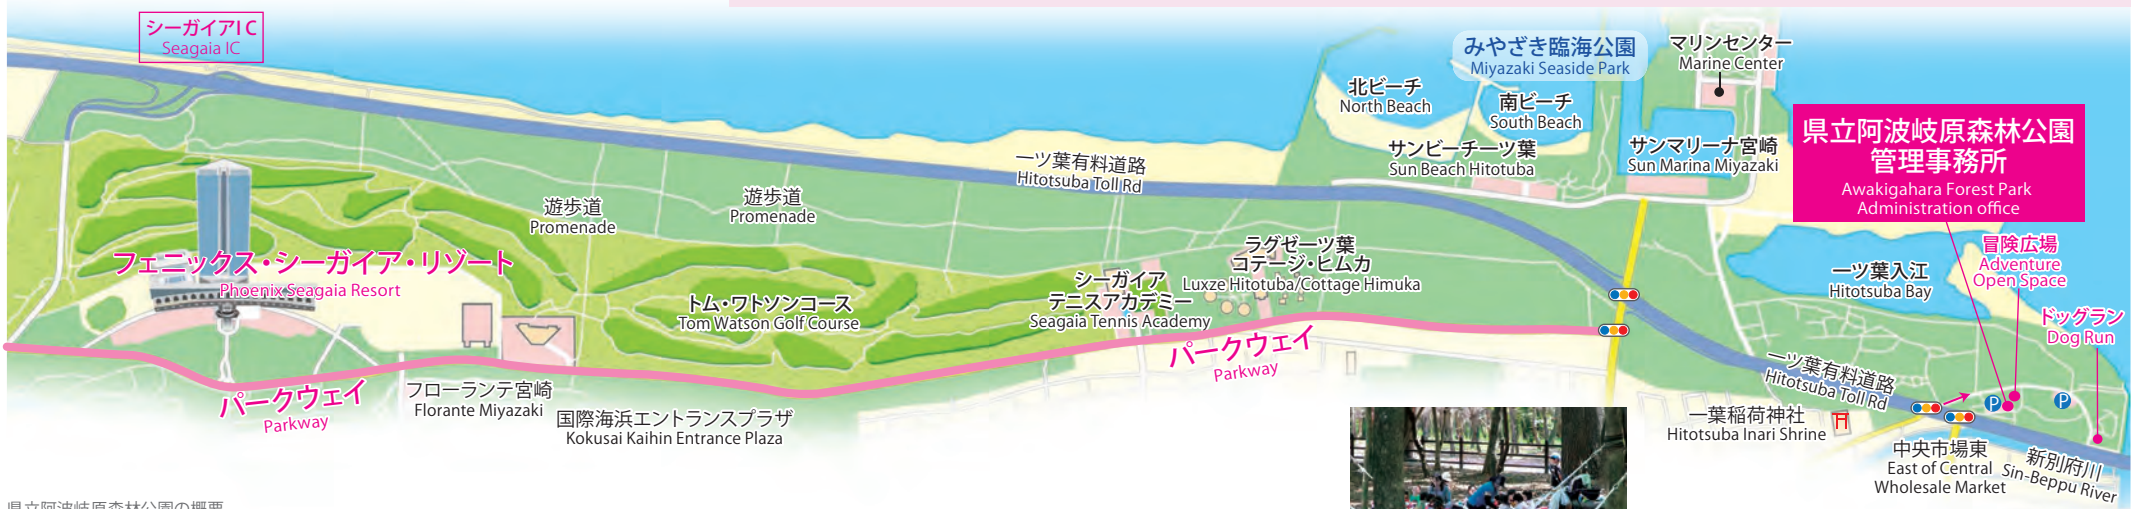 シーガイアIC
Seagaia IC
みやざき臨海公園
Miyazaki Seaside Park
マリンセンター
Marine Center
北ビーチ
North Beach
南ビーチ
South Beach
サンビーチ一ツ葉
Sun Beach Hitotuba
サンマリーナ宮崎
Sun Marina Miyazaki
県立阿波岐原森林公園
管理事務所
Awakigahara Forest Park
Administration office
一ツ葉有料道路
Hitotsuba Toll Rd
遊歩道
Promenade
遊歩道
Promenade
フェニックス・シーガイア・リゾート
Phoenix Seagaia Resort
トム・ワトソンコース
Tom Watson Golf Course
シーガイア
テニスアカデミー
Seagaia Tennis Academy
ラグゼ一ツ葉
コテージ・ヒムカ
Luxze Hitotuba/Cottage Himuka
一ツ葉入江
Hitotsuba Bay
冒険広場
Adventure
Open Space
ドッグラン
Dog Run
パークウェイ
Parkway
パークウェイ
Parkway
フローランテ宮崎
Florante Miyazaki
国際海浜エントランスプラザ
Kokusai Kaihin Entrance Plaza
一ツ葉有料道路
Hitotsuba Toll Rd
P
P
一葉稲荷神社
Hitotsuba Inari Shrine
中央市場東
East of Central
Wholesale Market
新別府川
Sin-Beppu River
県立阿波岐原森林公園の概要